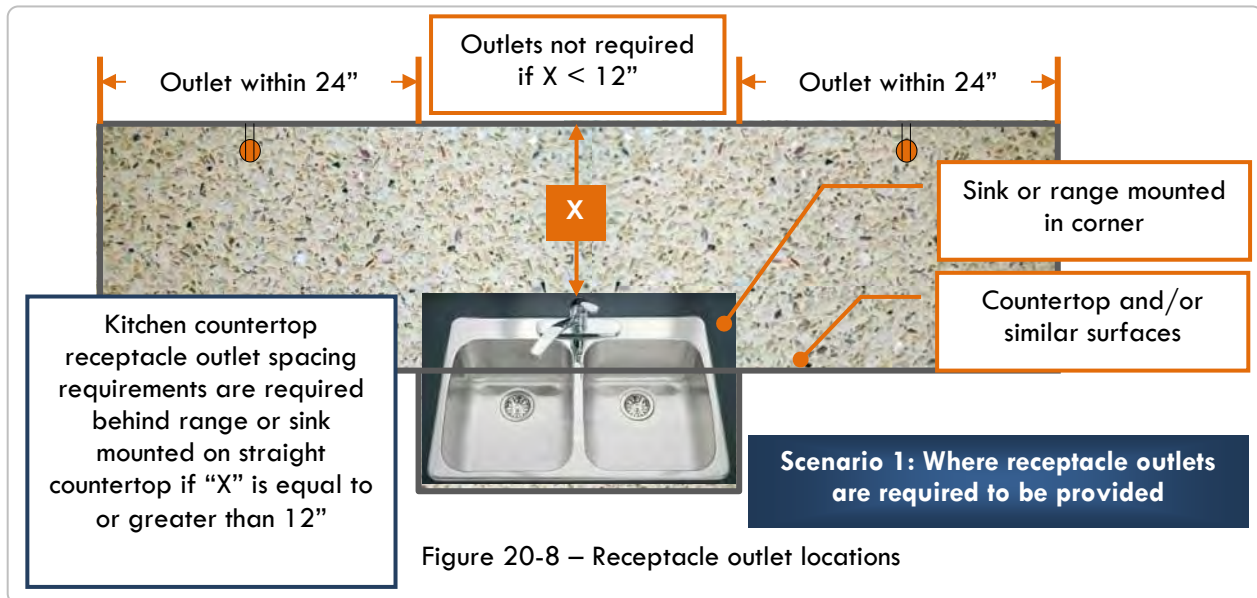 Outlets not required
if X < 12”
Outlet within 24”
Outlet within 24”
X
Sink or range mounted
in corner
Countertop and/or
similar surfaces
Kitchen countertop
receptacle outlet spacing
requirements are required
behind range or sink
mounted on straight
countertop if “X” is equal to
or greater than 12”
Scenario 1: Where receptacle outlets
are required to be provided
Figure 20-8 – Receptacle outlet locations